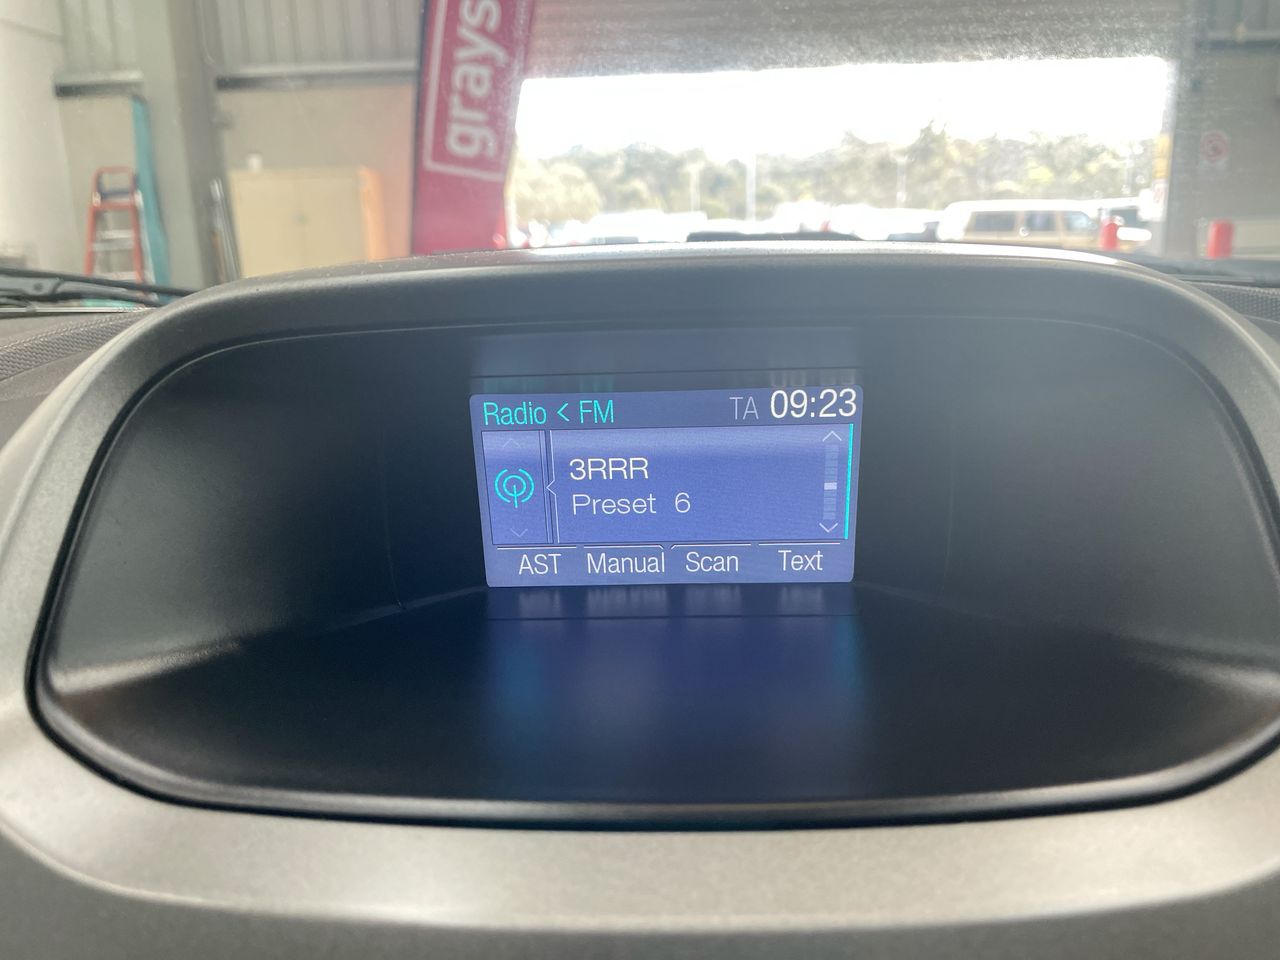 grays
Radio < FM
TA 09:23
3RRR
Preset 6
AST Manual Scan Text